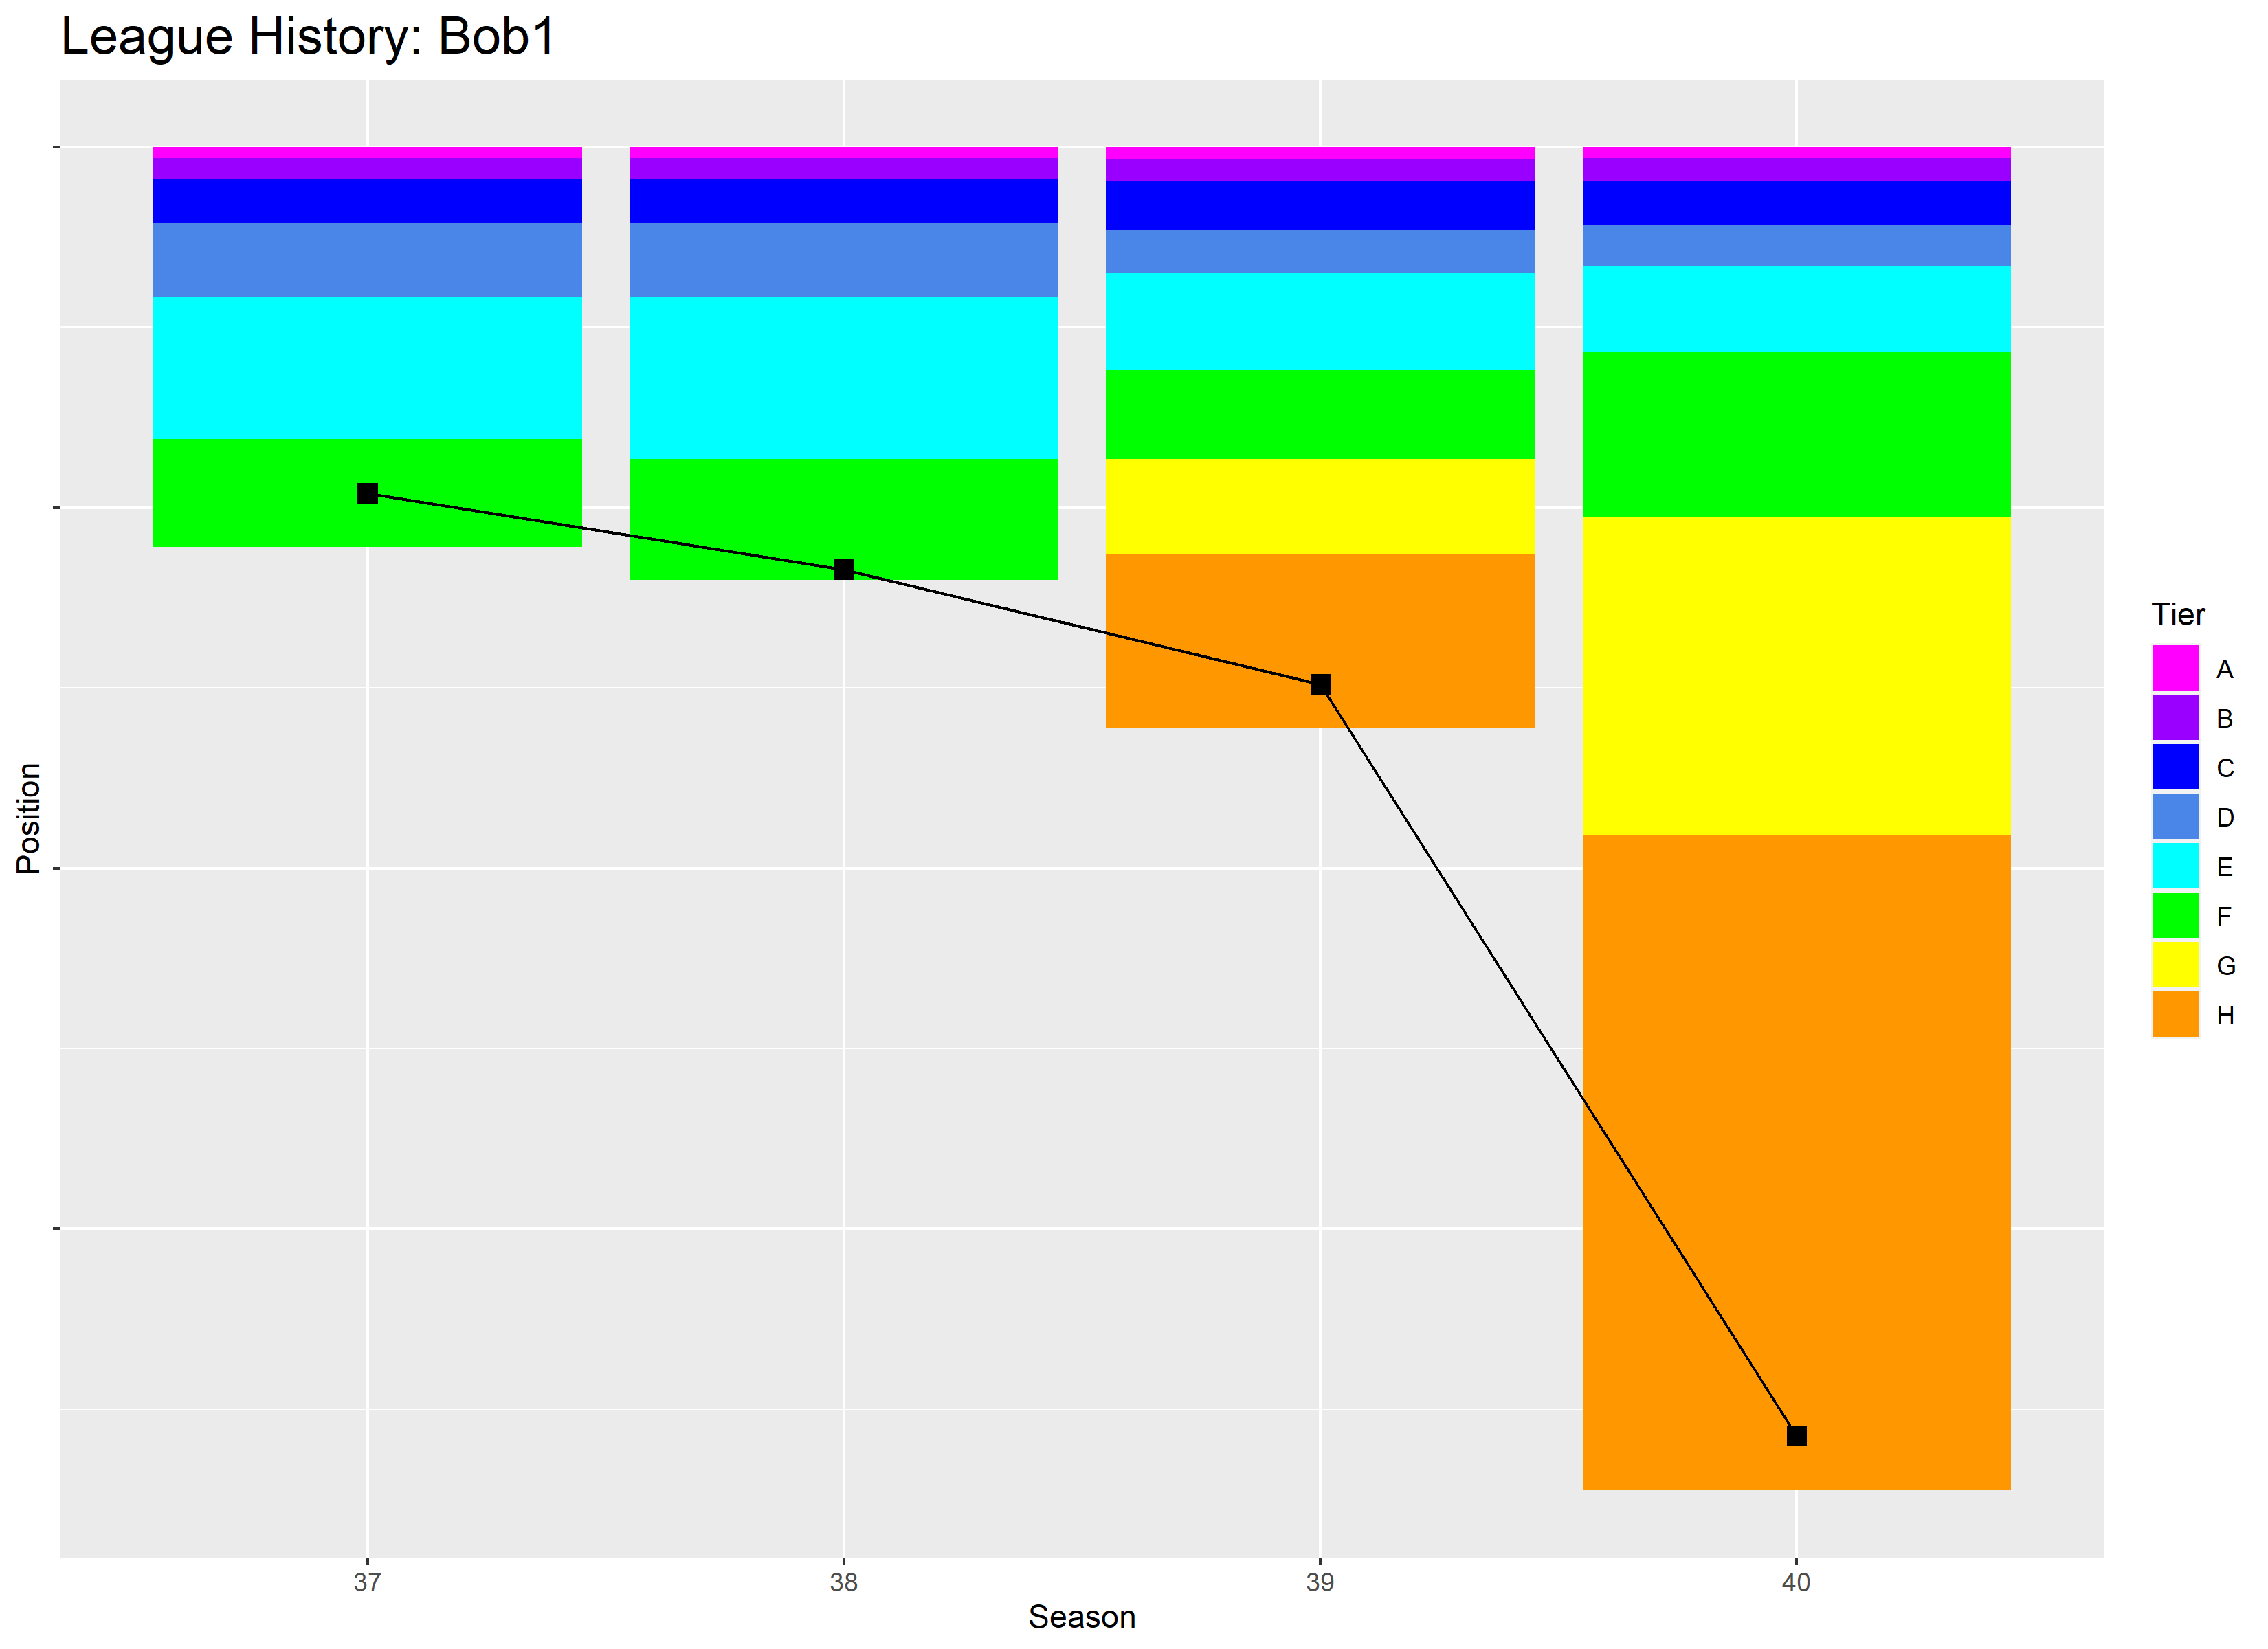 League History: Bob1
Position
37
38
39
40
Season
Tier
A
B
C
D
E
F
G
H